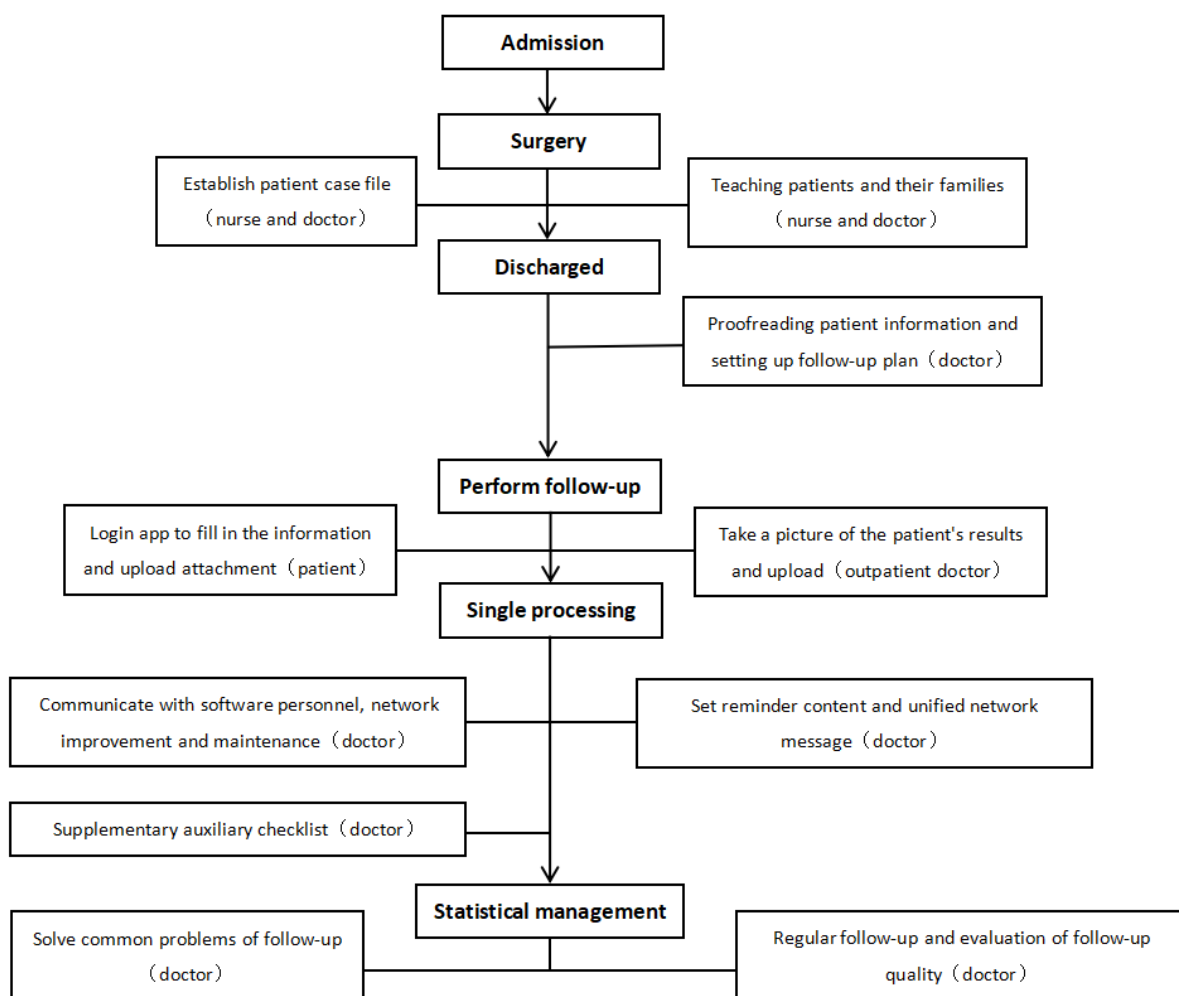 Admission
Surgery
Establish patient case file
（nurse and doctor）
Teaching patients and their families
（nurse and doctor）
Discharged
Proofreading patient information and
setting up follow-up plan（doctor）
Perform follow-up
Login app to fill in the information
and upload attachment（patient）
Take a picture of the patient's results
and upload（outpatient doctor）
Single processing
Communicate with software personnel, network
improvement and maintenance（doctor）
Set reminder content and unified network
message（doctor）
Supplementary auxiliary checklist（doctor）
Statistical management
Solve common problems of follow-up
（doctor）
Regular follow-up and evaluation of follow-up
quality（doctor）